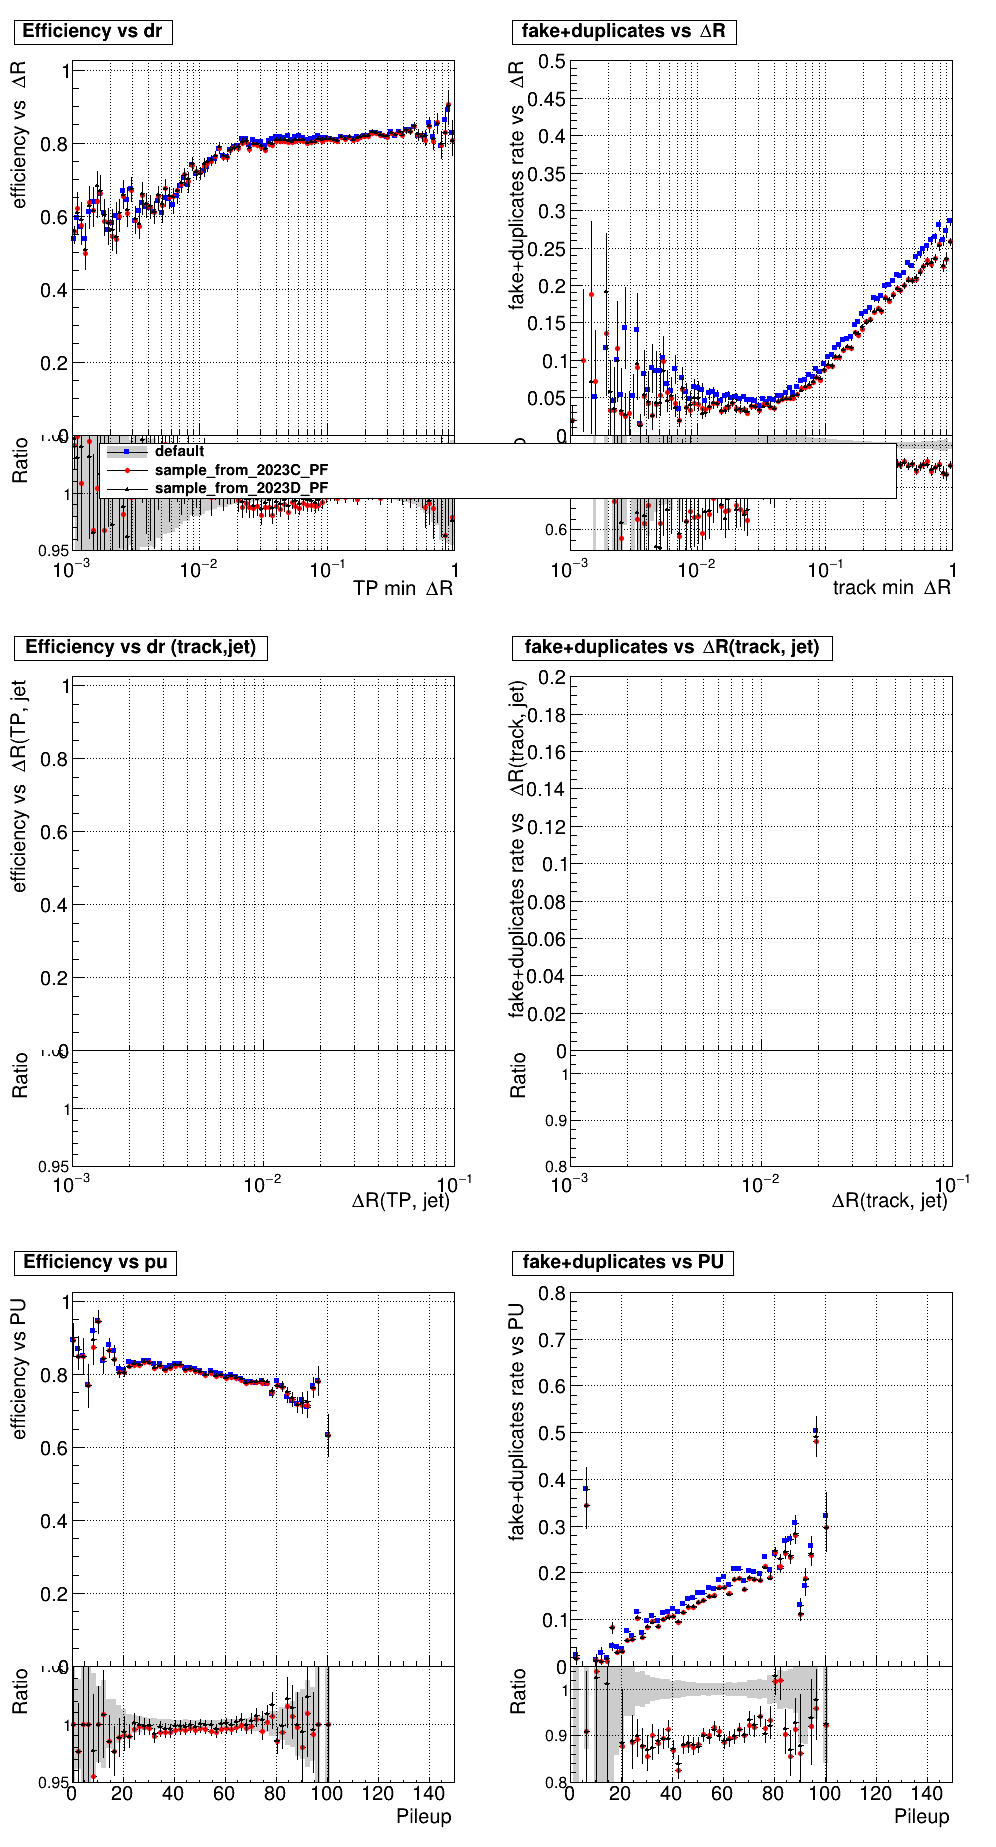 Efficiency vs dr
efficiency vs ΔR
1
0.8
0.6
0.4
0.2
0
Ratio
1
0.95
10⁻³
10⁻²
10⁻¹
1
TP min ΔR
fake+duplicates vs ΔR
fake+duplicates rate vs ΔR
0.5
0.45
0.4
0.35
0.3
0.25
0.2
0.15
0.1
0.05
0
0.6
10⁻³
10⁻²
10⁻¹
1
track min ΔR
default
sample_from_2023C_PF
sample_from_2023D_PF
Efficiency vs dr (track,jet)
efficiency vs ΔR(TP, jet
1
0.8
0.6
0.4
0.2
0
Ratio
1
0.95
10⁻³
10⁻²
10⁻¹
ΔR(TP, jet)
fake+duplicates vs ΔR(track, jet)
fake+duplicates rate vs ΔR(track, jet)
0.2
0.18
0.16
0.14
0.12
0.1
0.08
0.06
0.04
0.02
0
Ratio
1
0.9
0.8
10⁻³
10⁻²
10⁻¹
ΔR(track, jet)
Efficiency vs pu
efficiency vs PU
1
0.8
0.6
0.4
0.2
0
Ratio
1
0.95
0 20 40 60 80 100 120 140
Pileup
fake+duplicates vs PU
fake+duplicates rate vs PU
0.8
0.7
0.6
0.5
0.4
0.3
0.2
0.1
0
Ratio
1
0.9
0.8
0 20 40 60 80 100 120 140
Pileup